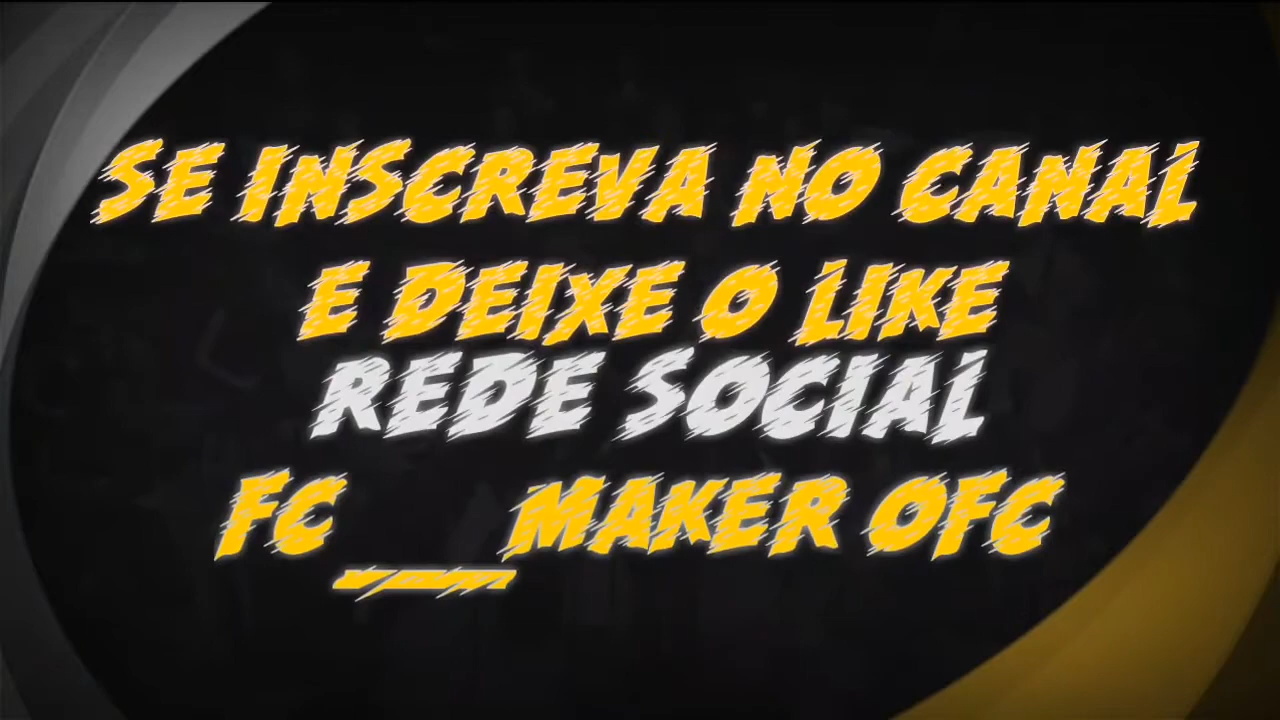 SE INSCREVA NO CANAL
E DEIXE O LIKE
REDE SOCIAL
FC__MAKER OFC